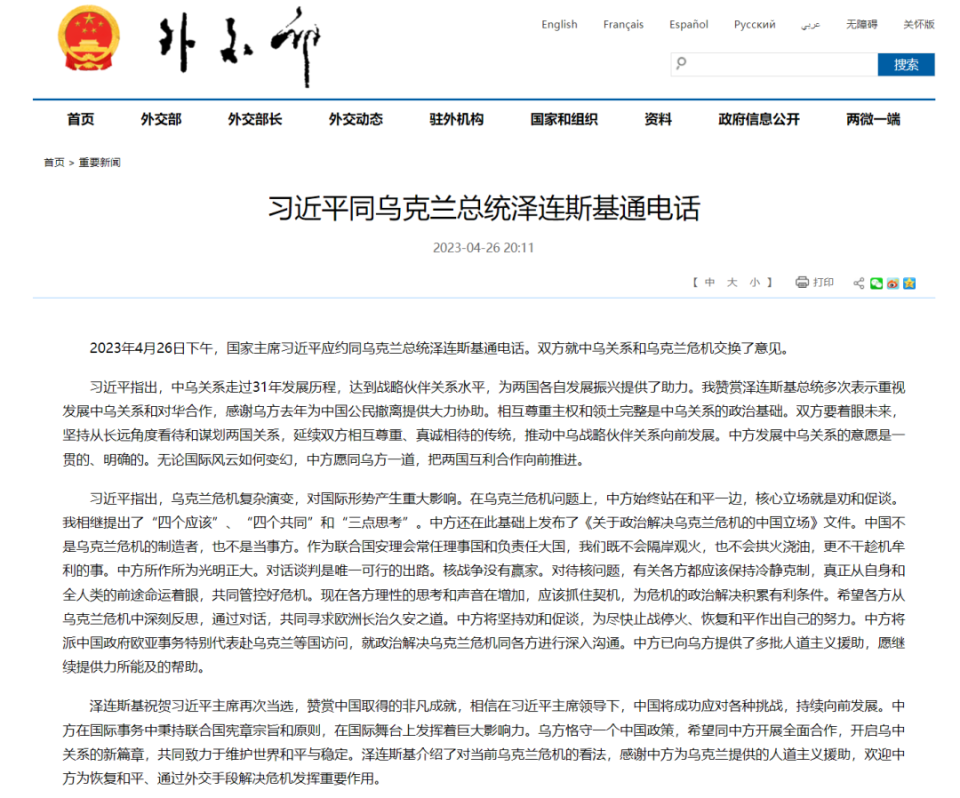 外交部
English Français Español Русский عربي 无障碍 关怀版
搜索
首页 外交部 外交部长 外交动态 驻外机构 国家和组织 资料 政府信息公开 两微一端
首页 > 重要新闻
习近平同乌克兰总统泽连斯基通电话
2023-04-26 20:11
【 中 大 小 】 打印
2023年4月26日下午，国家主席习近平应约同乌克兰总统泽连斯基通电话。双方就中乌关系和乌克兰危机交换了意见。
习近平指出，中乌关系走过31年发展历程，达到战略伙伴关系水平，为两国各自发展振兴提供了助力。我赞赏泽连斯基总统多次表示重视
发展中乌关系和对华合作，感谢乌方去年为中国公民撤离提供大力协助。相互尊重主权和领土完整是中乌关系的政治基础。双方要着眼未来，
坚持从长远角度看待和谋划两国关系，延续双方相互尊重、真诚相待的传统，推动中乌战略伙伴关系向前发展。中方发展中乌关系的意愿是一
贯的、明确的。无论国际风云如何变幻，中方愿同乌方一道，把两国互利合作向前推进。
习近平指出，乌克兰危机复杂演变，对国际形势产生重大影响。在乌克兰危机问题上，中方始终站在和平一边，核心立场就是劝和促谈。
我相继提出了“四个应该”、“四个共同”和“三点思考”。中方还在此基础上发布了《关于政治解决乌克兰危机的中国立场》文件。中国不
是乌克兰危机的制造者，也不是当事方。作为联合国安理会常任理事国和负责任大国，我们既不会隔岸观火，也不会拱火浇油，更不干趁机牟
利的事。中方所作所为光明正大。对话谈判是唯一可行的出路。核战争没有赢家。对待核问题，有关各方都应该保持冷静克制，真正从自身和
全人类的前途命运着眼，共同管控好危机。现在各方理性的思考和声音在增加，应该抓住契机，为危机的政治解决积累有利条件。希望各方从
乌克兰危机中深刻反思，通过对话，共同寻求欧洲长治久安之道。中方将坚持劝和促谈，为尽快止战停火、恢复和平作出自己的努力。中方将
派中国政府欧亚事务特别代表赴乌克兰等国访问，就政治解决乌克兰危机同各方进行深入沟通。中方已向乌方提供了多批人道主义援助，愿继
续提供力所能及的帮助。
泽连斯基祝贺习近平主席再次当选，赞赏中国取得的非凡成就，相信在习近平主席领导下，中国将成功应对各种挑战，持续向前发展。中
方在国际事务中秉持联合国宪章宗旨和原则，在国际舞台上发挥着巨大影响力。乌方恪守一个中国政策，希望同中方开展全面合作，开启乌中
关系的新篇章，共同致力于维护世界和平与稳定。泽连斯基介绍了对当前乌克兰危机的看法，感谢中方为乌克兰提供的人道主义援助，欢迎中
方为恢复和平、通过外交手段解决危机发挥重要作用。